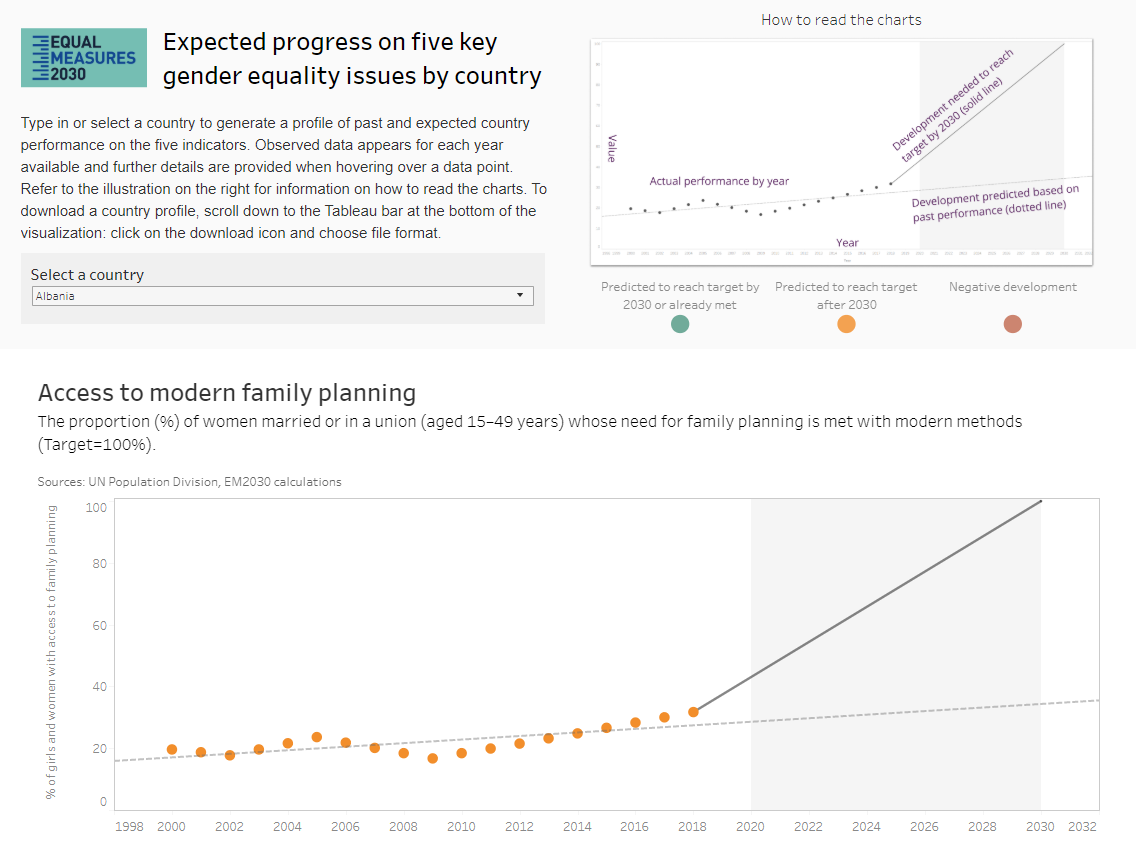 EQUAL
MEASURES
2030
Expected progress on five key
gender equality issues by country
Type in or select a country to generate a profile of past and expected country
performance on the five indicators. Observed data appears for each year
available and further details are provided when hovering over a data point.
Refer to the illustration on the right for information on how to read the charts. To
download a country profile, scroll down to the Tableau bar at the bottom of the
visualization: click on the download icon and choose file format.
Select a country
Albania
How to read the charts
Value
Actual performance by year
Development needed to reach
target by 2030 (solid line)
Development predicted based on
past performance (dotted line)
Year
Predicted to reach target by
2030 or already met
Predicted to reach target
after 2030
Negative development
Access to modern family planning
The proportion (%) of women married or in a union (aged 15–49 years) whose need for family planning is met with modern methods
(Target=100%).
Sources: UN Population Division, EM2030 calculations
% of girls and women with access to family planning
100
80
60
40
20
0
1998 2000 2002 2004 2006 2008 2010 2012 2014 2016 2018 2020 2022 2024 2026 2028 2030 2032